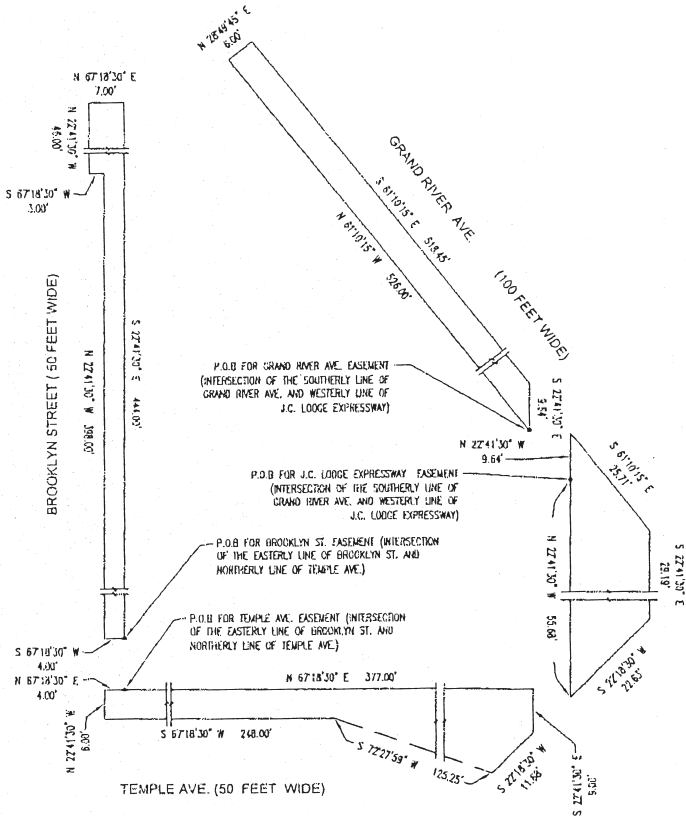 N 28°49'45" E
6.00'
N 67°18'30" E
7.00'
N 22°41'30" W
46.00'
S 67°18'30" W
3.00'
GRAND RIVER AVE.
(100 FEET WIDE)
S 61°10'15" E 518.45'
N 61°10'15" W 526.00'
BROOKLYN STREET (50 FEET WIDE)
N 22°41'30" W 398.00'
S 22°41'30" E 444.00'
P.O.B FOR GRAND RIVER AVE. EASEMENT
(INTERSECTION OF THE SOUTHERLY LINE OF
GRAND RIVER AVE. AND WESTERLY LINE OF
J.C. LODGE EXPRESSWAY)
S 22°41'30" E
9.54'
N 22°41'30" W
9.64'
S 61°10'15" E
25.71'
P.O.B FOR J.C. LODGE EXPRESSWAY EASEMENT
(INTERSECTION OF THE SOUTHERLY LINE OF
GRAND RIVER AVE. AND WESTERLY LINE OF
J.C. LODGE EXPRESSWAY)
N 22°41'30" W 55.68'
S 22°41'30" E
29.19'
S 22°18'30" W
22.63'
P.O.B FOR BROOKLYN ST. EASEMENT (INTERSECTION
OF THE EASTERLY LINE OF BROOKLYN ST. AND
NORTHERLY LINE OF TEMPLE AVE.)
P.O.B FOR TEMPLE AVE. EASEMENT (INTERSECTION
OF THE EASTERLY LINE OF BROOKLYN ST. AND
NORTHERLY LINE OF TEMPLE AVE.)
S 67°18'30" W
4.00'
N 67°18'30" E
4.00'
N 67°18'30" E 377.00'
N 22°41'30" W
6.00'
S 67°18'30" W 248.00'
S 72°27'59" W 125.25'
S 22°18'30" W
11.68'
S 22°41'30" E
TEMPLE AVE. (50 FEET WIDE)